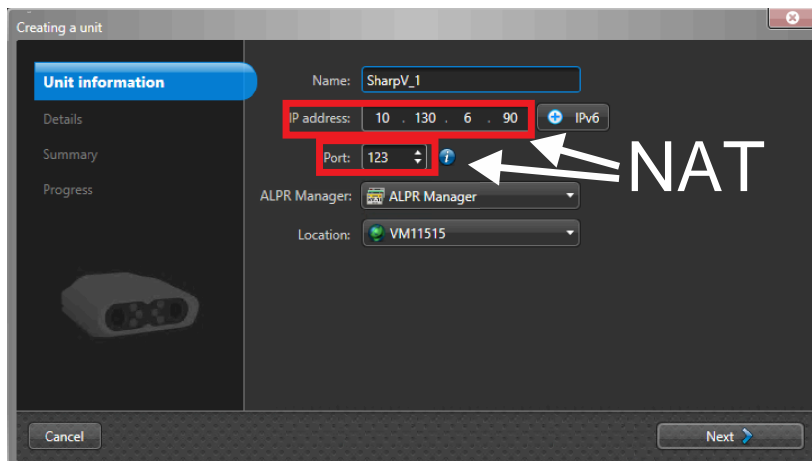 Creating a unit
Unit information
Details
Summary
Progress
Name: SharpV_1
IP address: 10 . 130 . 6 . 90 IPv6
Port: 123
NAT
ALPR Manager: ALPR Manager
Location: VM11515
Cancel
Next